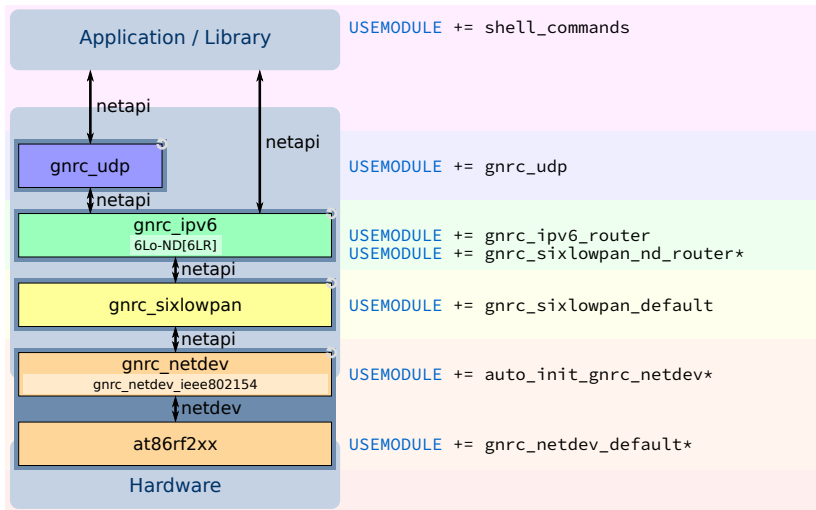 Application / Library
USEMODULE += shell_commands
netapi
netapi
gnrc_udp
USEMODULE += gnrc_udp
netapi
gnrc_ipv6
6Lo-ND[6LR]
USEMODULE += gnrc_ipv6_router
USEMODULE += gnrc_sixlowpan_nd_router*
netapi
gnrc_sixlowpan
USEMODULE += gnrc_sixlowpan_default
netapi
gnrc_netdev
gnrc_netdev_ieee802154
USEMODULE += auto_init_gnrc_netdev*
netdev
at86rf2xx
USEMODULE += gnrc_netdev_default*
Hardware